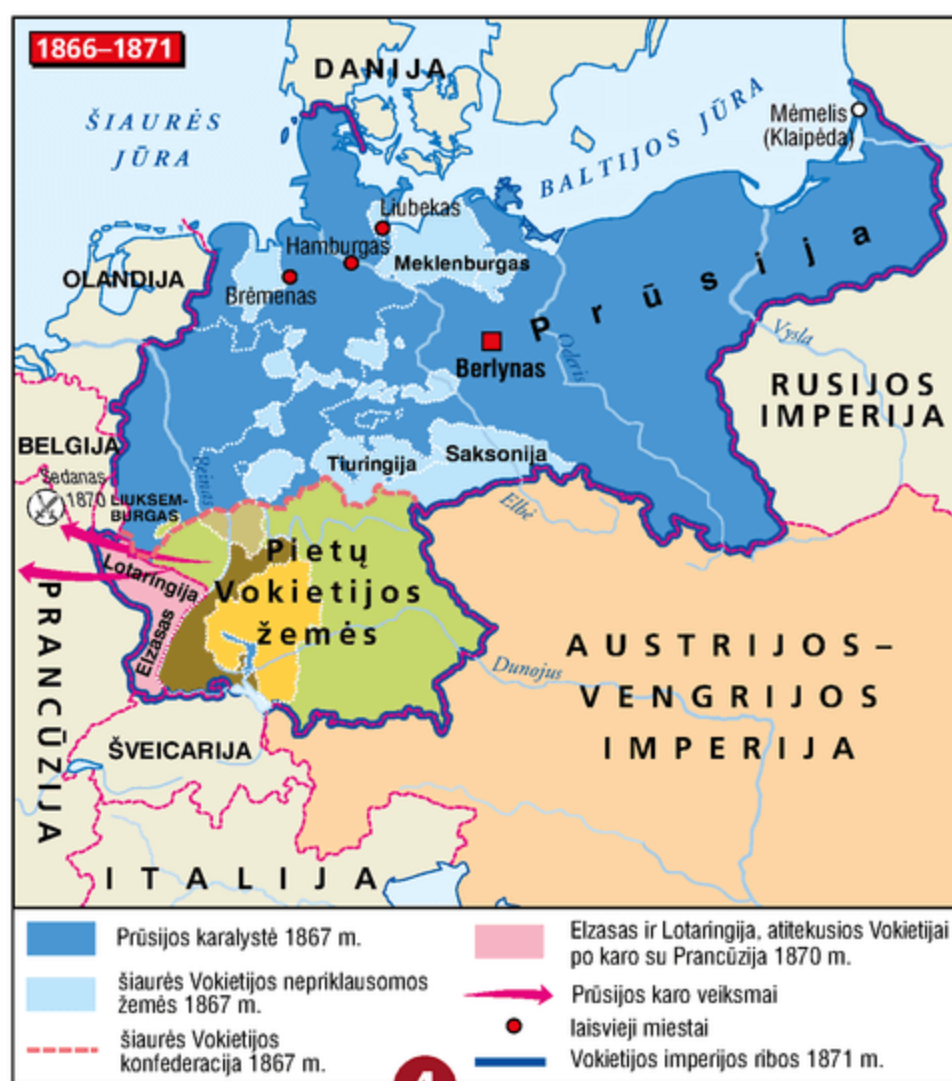 1866–1871
DANIJA
ŠIAURĖS
JŪRA
BALTIJOS JŪRA
Mėmelis
(Klaipėda)
Liubekas
Hamburgas
Meklenburgas
OLANDIJA
Brėmenas
Prūsija
Berlynas
Oderis
Vysla
RUSIJOS
IMPERIJA
BELGIJA
Sedanas
1870
LIUKSEM-
BURGAS
Reinas
Tiuringija
Saksonija
Elbė
Lotaringija
Elzasas
Pietų
Vokietijos
žemės
PRANCŪZIJA
Dunojus
AUSTRIJOS–
VENGRIJOS
IMPERIJA
ŠVEICARIJA
ITALIJA
Prūsijos karalystė 1867 m.
šiaurės Vokietijos nepriklausomos
žemės 1867 m.
šiaurės Vokietijos
konfederacija 1867 m.
Elzasas ir Lotaringija, atitekusios Vokietijai
po karo su Prancūzija 1870 m.
Prūsijos karo veiksmai
laisvieji miestai
Vokietijos imperijos ribos 1871 m.
4